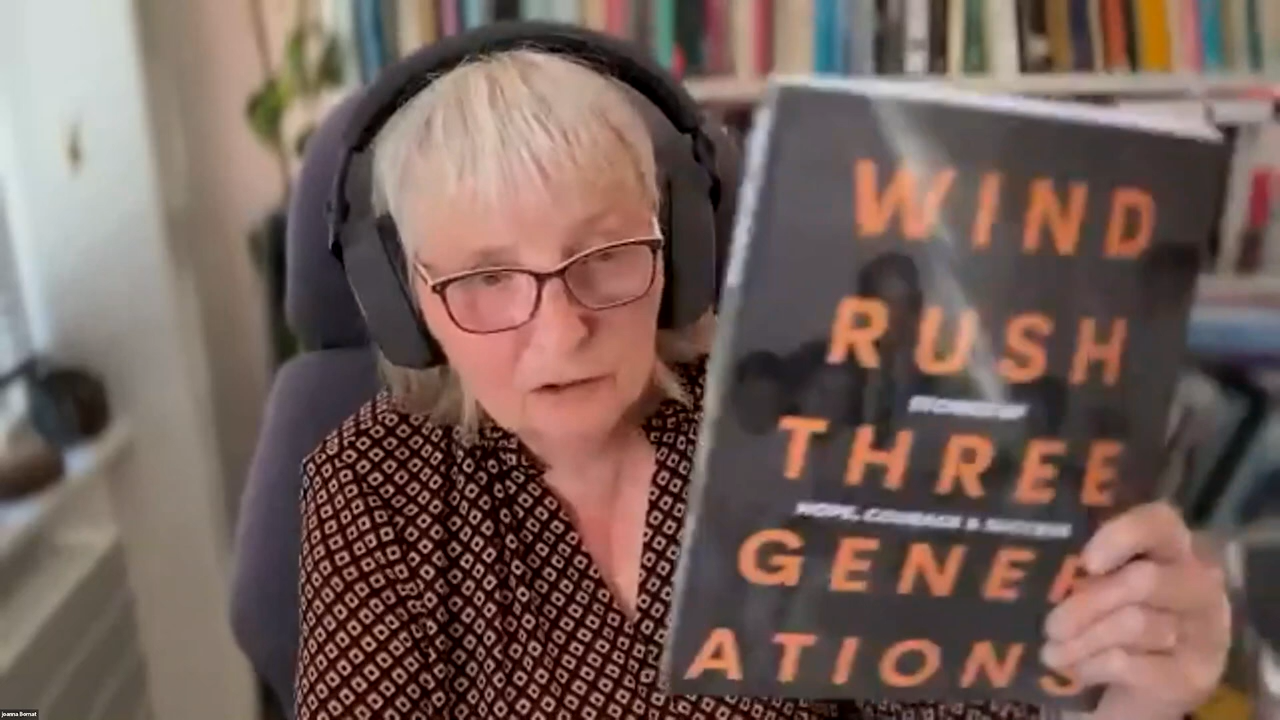 WIND
RUSH
STORIES OF
THREE
HOPE, COURAGE & SUCCESS
GENER
ATIONS
joanna Bornat